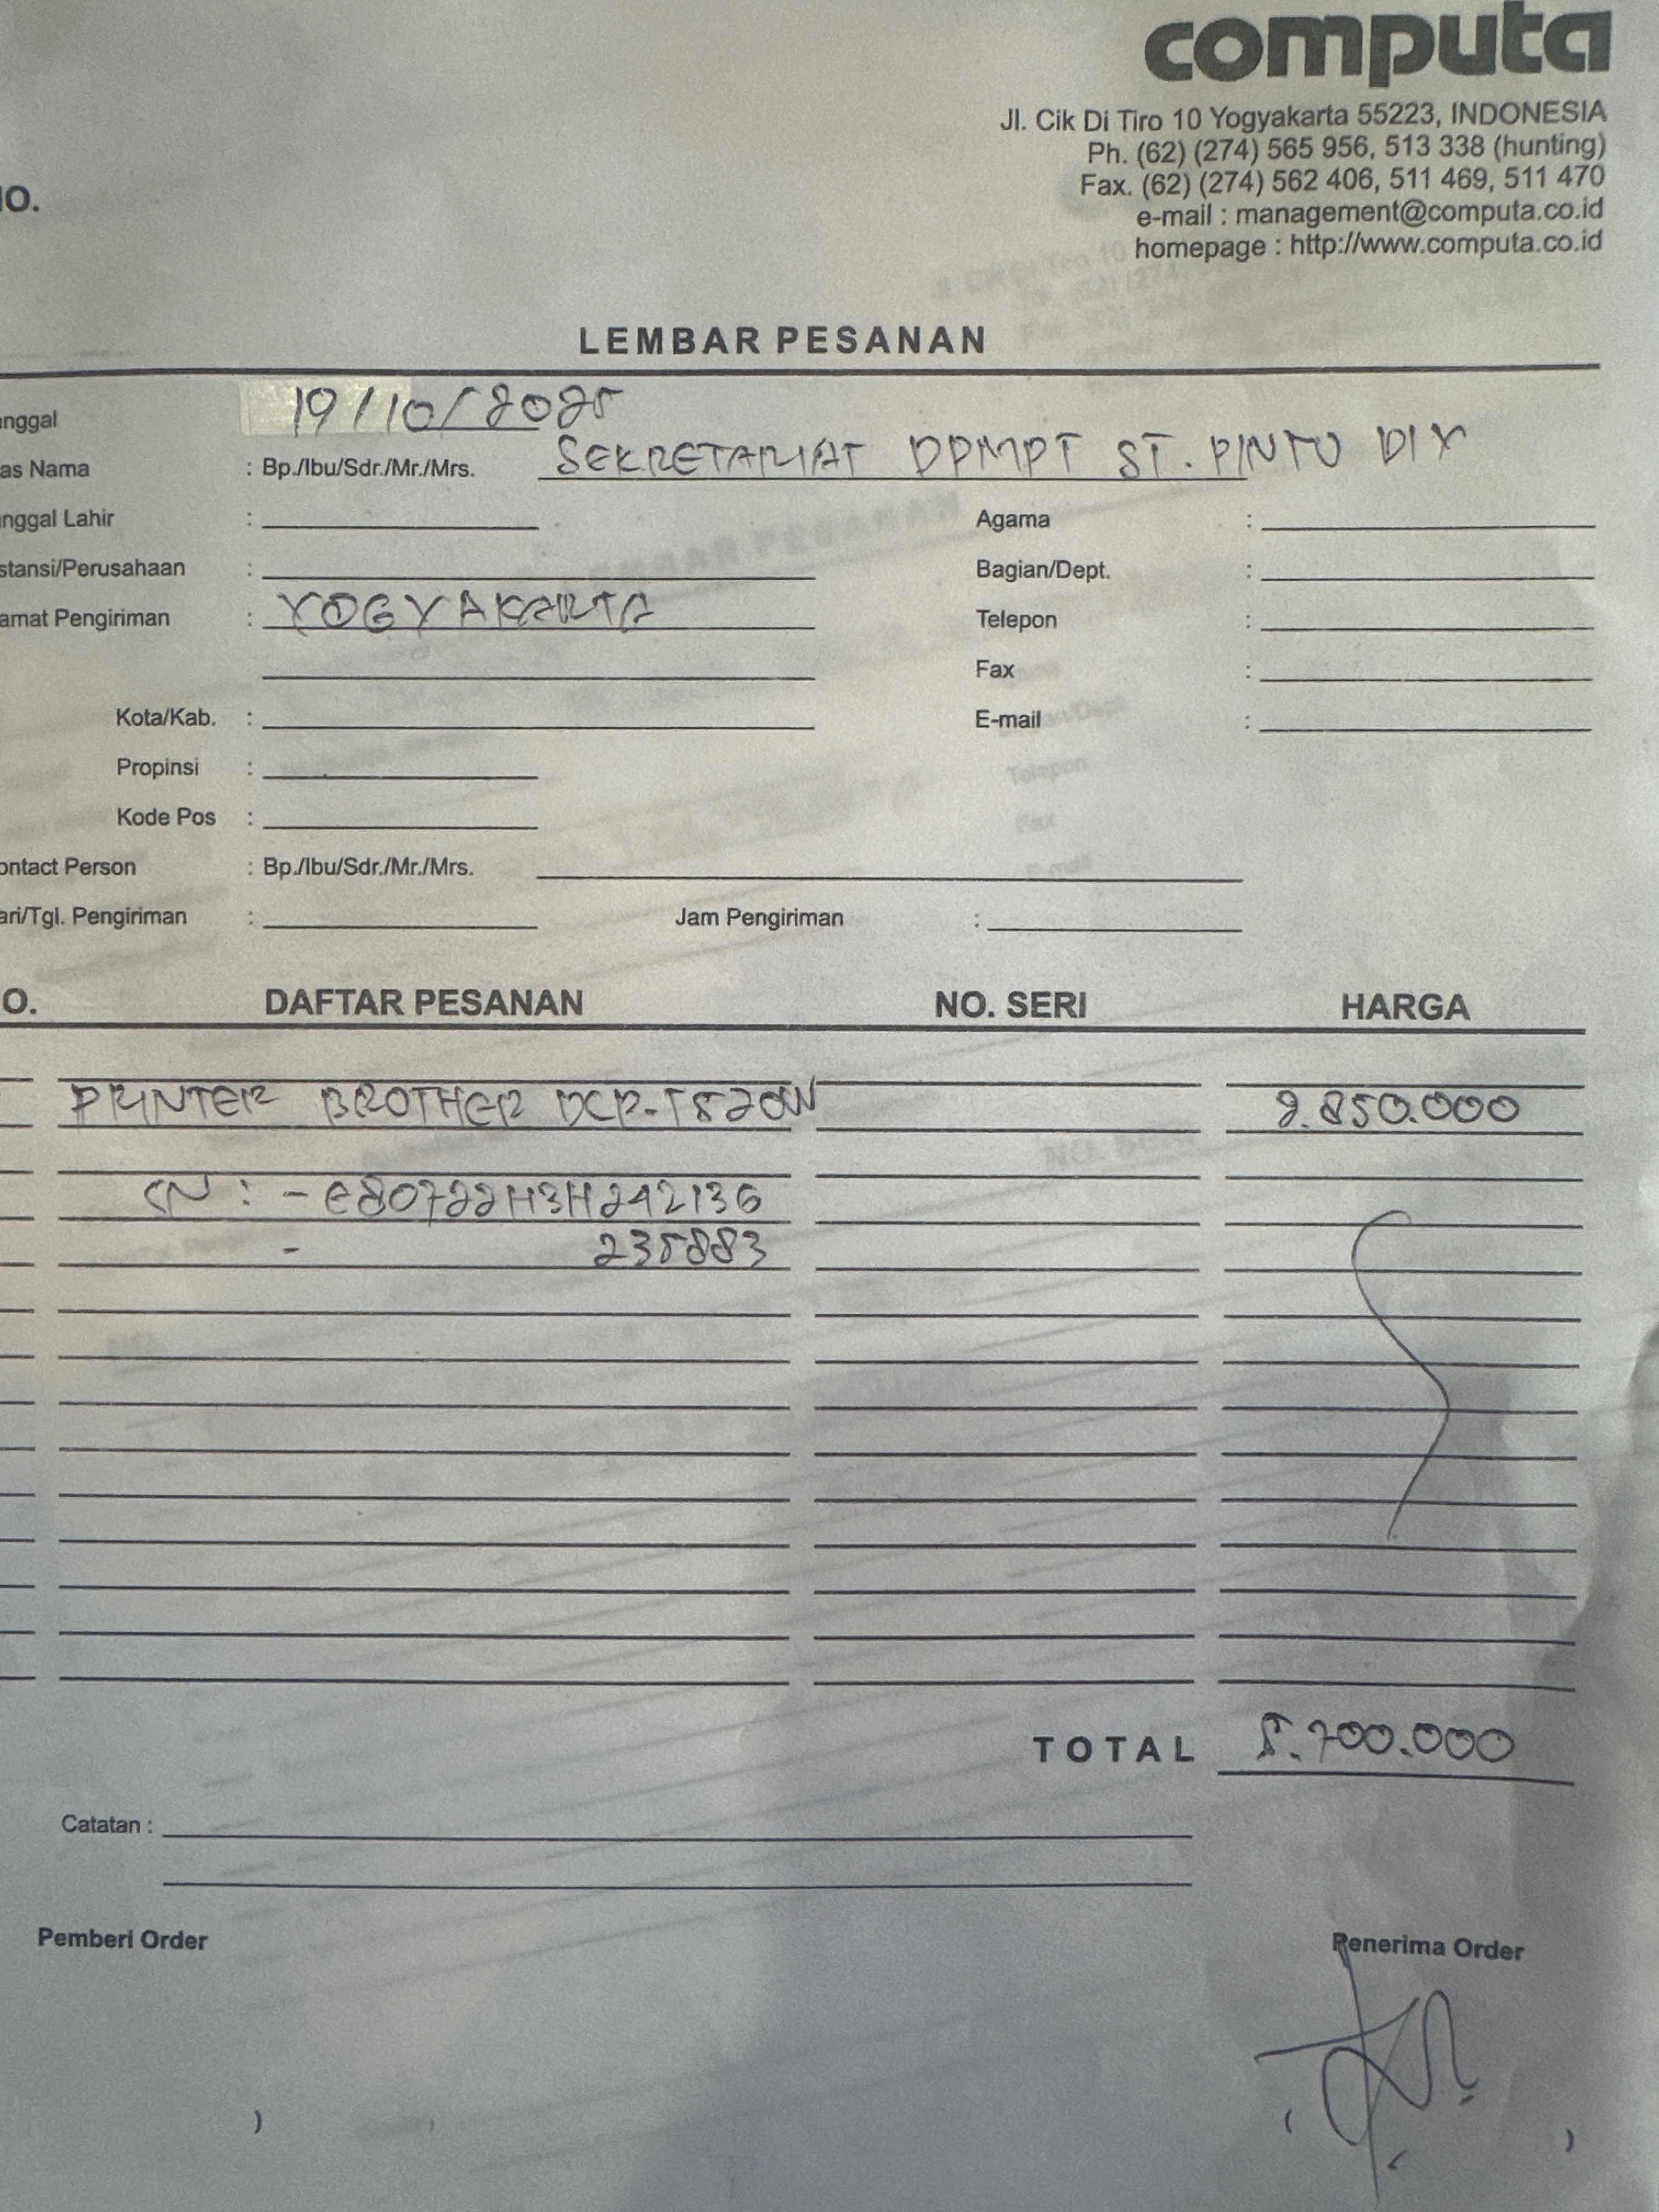 computa
Jl. Cik Di Tiro 10 Yogyakarta 55223, INDONESIA
Ph. (62) (274) 565 956, 513 338 (hunting)
Fax. (62) (274) 562 406, 511 469, 511 470
e-mail : management@computa.co.id
homepage : http://www.computa.co.id
IO.
LEMBAR PESANAN
anggal 19/10/2025
as Nama : Bp./Ibu/Sdr./Mr./Mrs. SEKRETARIAT DPMPT ST. PINTU DIY
nggal Lahir : Agama :
stansi/Perusahaan : Bagian/Dept. :
amat Pengiriman : YOGYAKARTA Telepon :
Fax :
Kota/Kab. : E-mail :
Propinsi :
Kode Pos :
ontact Person : Bp./Ibu/Sdr./Mr./Mrs.
ari/Tgl. Pengiriman : Jam Pengiriman :
O. DAFTAR PESANAN NO. SERI HARGA
PRINTER BROTHER DCP-T820W 2.850.000
SN : - E80722H3H242136
- 235883
TOTAL 5.700.000
Catatan :
Pemberi Order Penerima Order
) ( )